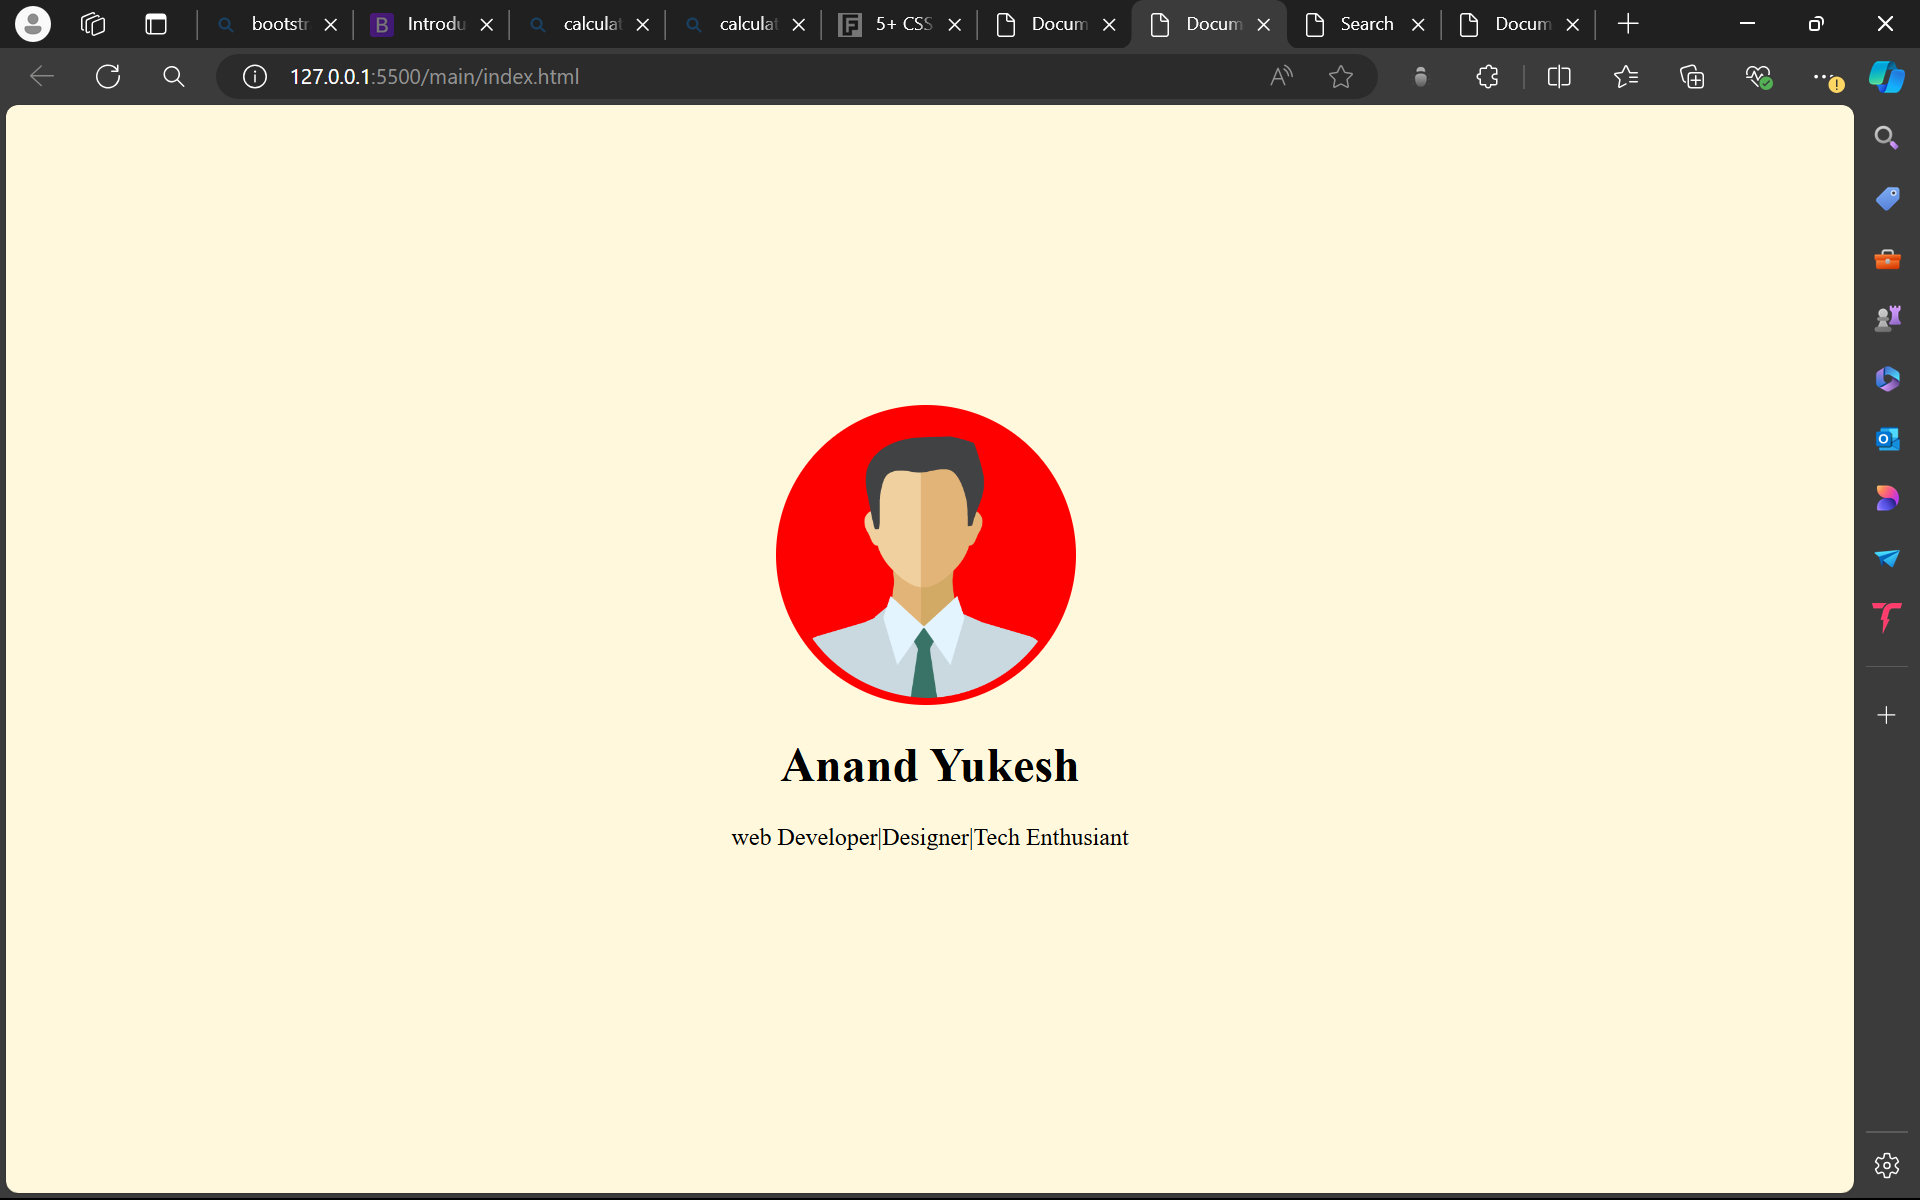 bootstr
B Introdu
calculat
calculat
F 5+ CSS
Docum
Docum
Search
Docum
127.0.0.1:5500/main/index.html
Anand Yukesh
web Developer|Designer|Tech Enthusiant